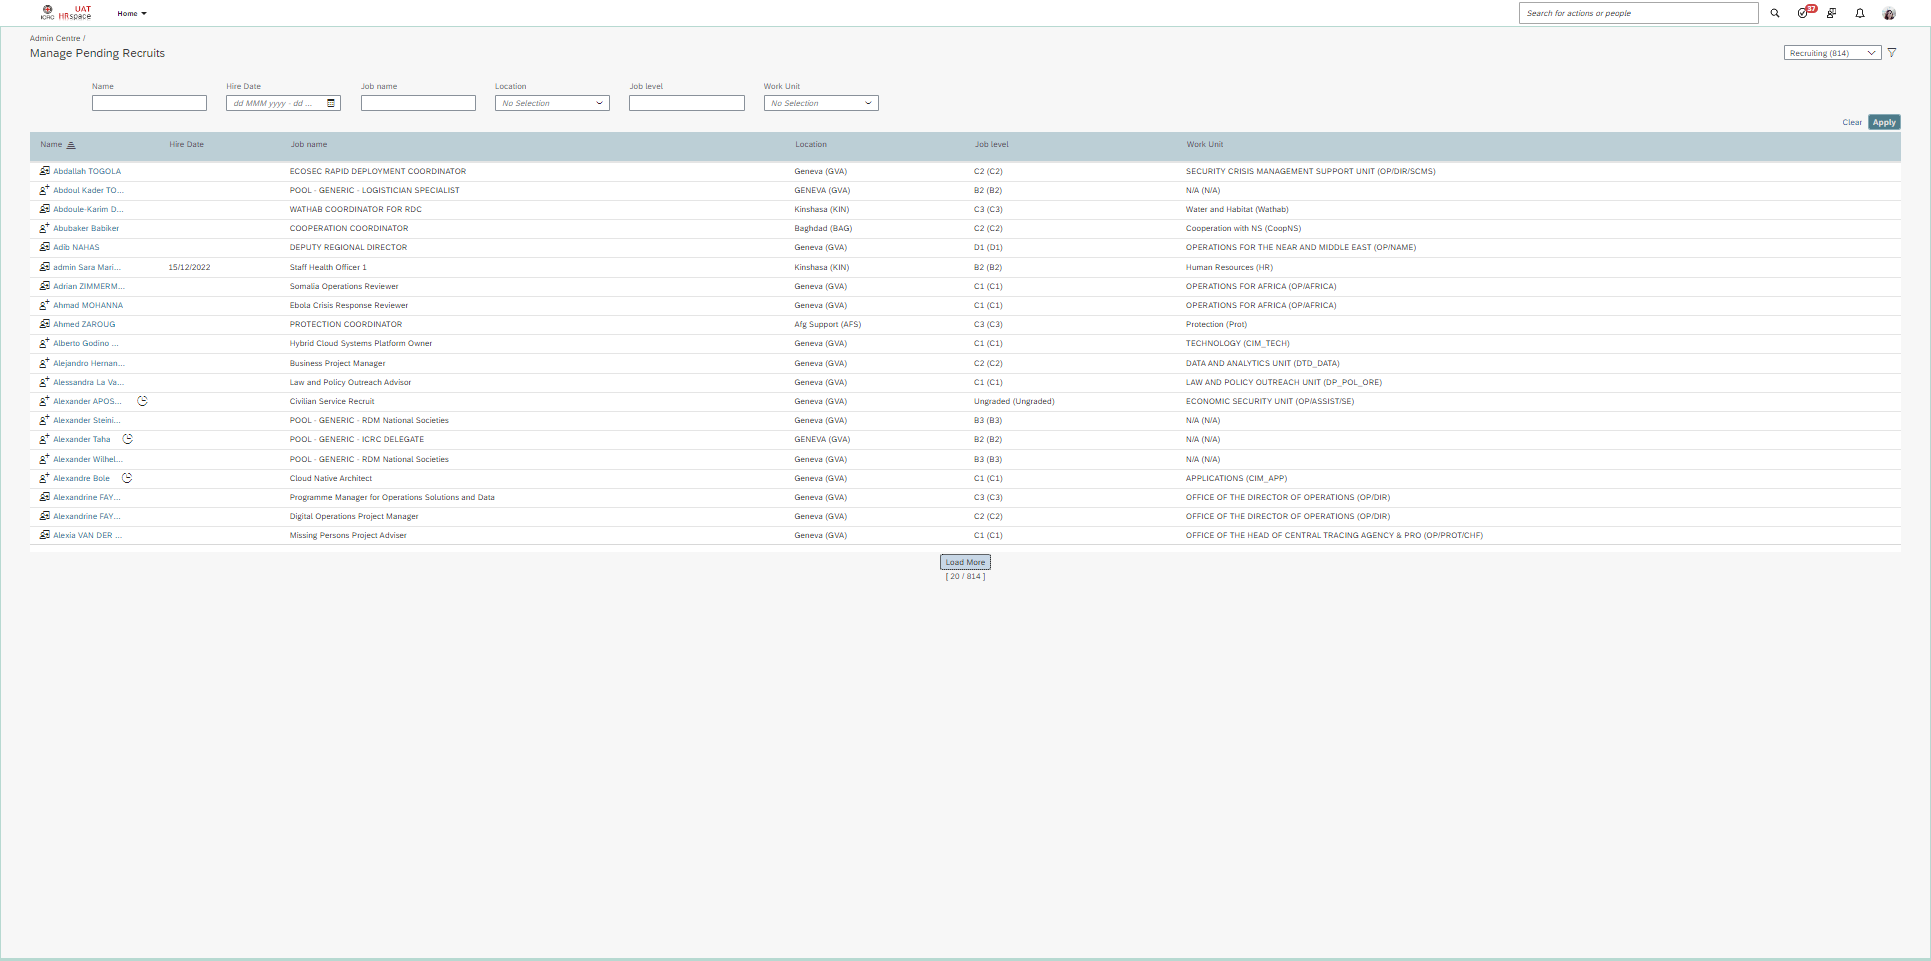 UAT
ICRC HRspace
Home
Search for actions or people
37
Admin Centre /
Manage Pending Recruits
Recruiting (814)
Name Hire Date Job name Location Job level Work Unit
dd MMM yyyy - dd ... No Selection No Selection
Clear Apply
Name Hire Date Job name Location Job level Work Unit
Abdallah TOGOLA ECOSEC RAPID DEPLOYMENT COORDINATOR Geneva (GVA) C2 (C2) SECURITY CRISIS MANAGEMENT SUPPORT UNIT (OP/DIR/SCMS)
Abdoul Kader TO... POOL - GENERIC - LOGISTICIAN SPECIALIST GENEVA (GVA) B2 (B2) N/A (N/A)
Abdoule-Karim D... WATHAB COORDINATOR FOR RDC Kinshasa (KIN) C3 (C3) Water and Habitat (Wathab)
Abubaker Babiker COOPERATION COORDINATOR Baghdad (BAG) C2 (C2) Cooperation with NS (CoopNS)
Adib NAHAS DEPUTY REGIONAL DIRECTOR Geneva (GVA) D1 (D1) OPERATIONS FOR THE NEAR AND MIDDLE EAST (OP/NAME)
admin Sara Mari... 15/12/2022 Staff Health Officer 1 Kinshasa (KIN) B2 (B2) Human Resources (HR)
Adrian ZIMMERM... Somalia Operations Reviewer Geneva (GVA) C1 (C1) OPERATIONS FOR AFRICA (OP/AFRICA)
Ahmad MOHANNA Ebola Crisis Response Reviewer Geneva (GVA) C1 (C1) OPERATIONS FOR AFRICA (OP/AFRICA)
Ahmed ZAROUG PROTECTION COORDINATOR Afg Support (AFS) C3 (C3) Protection (Prot)
Alberto Godino ... Hybrid Cloud Systems Platform Owner Geneva (GVA) C1 (C1) TECHNOLOGY (CIM_TECH)
Alejandro Hernan... Business Project Manager Geneva (GVA) C2 (C2) DATA AND ANALYTICS UNIT (DTD_DATA)
Alessandra La Va... Law and Policy Outreach Advisor Geneva (GVA) C1 (C1) LAW AND POLICY OUTREACH UNIT (DP_POL_ORE)
Alexander APOS... Civilian Service Recruit Geneva (GVA) Ungraded (Ungraded) ECONOMIC SECURITY UNIT (OP/ASSIST/SE)
Alexander Steini... POOL - GENERIC - RDM National Societies Geneva (GVA) B3 (B3) N/A (N/A)
Alexander Taha POOL - GENERIC - ICRC DELEGATE GENEVA (GVA) B2 (B2) N/A (N/A)
Alexander Wilhel... POOL - GENERIC - RDM National Societies Geneva (GVA) B3 (B3) N/A (N/A)
Alexandre Bole Cloud Native Architect Geneva (GVA) C1 (C1) APPLICATIONS (CIM_APP)
Alexandrine FAY... Programme Manager for Operations Solutions and Data Geneva (GVA) C3 (C3) OFFICE OF THE DIRECTOR OF OPERATIONS (OP/DIR)
Alexandrine FAY... Digital Operations Project Manager Geneva (GVA) C2 (C2) OFFICE OF THE DIRECTOR OF OPERATIONS (OP/DIR)
Alexia VAN DER ... Missing Persons Project Adviser Geneva (GVA) C1 (C1) OFFICE OF THE HEAD OF CENTRAL TRACING AGENCY & PRO (OP/PROT/CHF)
Load More
[ 20 / 814 ]